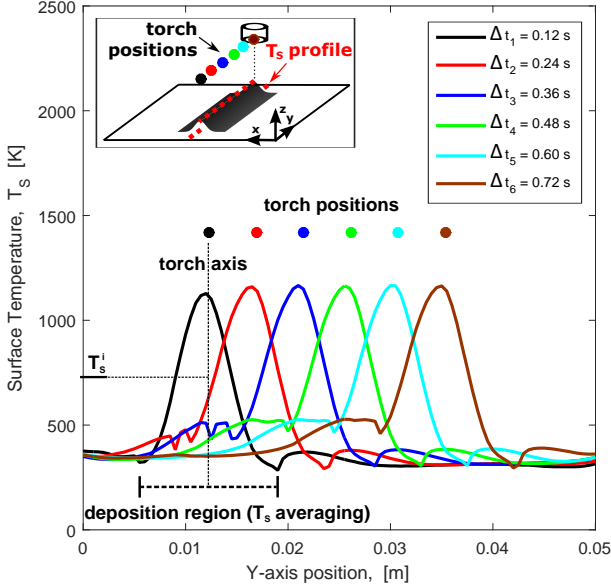 2500
2000
1500
1000
500
0
Surface Temperature, T_S [K]
torch
positions
T_S profile
z
y
x
Δ t_1 = 0.12 s
Δ t_2 = 0.24 s
Δ t_3 = 0.36 s
Δ t_4 = 0.48 s
Δ t_5 = 0.60 s
Δ t_6 = 0.72 s
torch positions
torch axis
T_s^i
deposition region (T_s averaging)
0 0.01 0.02 0.03 0.04 0.05
Y-axis position, [m]